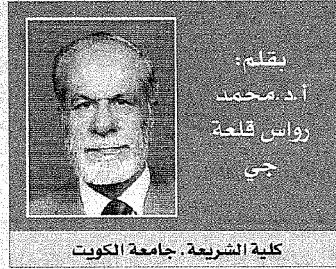 بقلم:
أ.د.محمد
رواس قلعة
جي
كلية الشريعة. جامعة الكويت